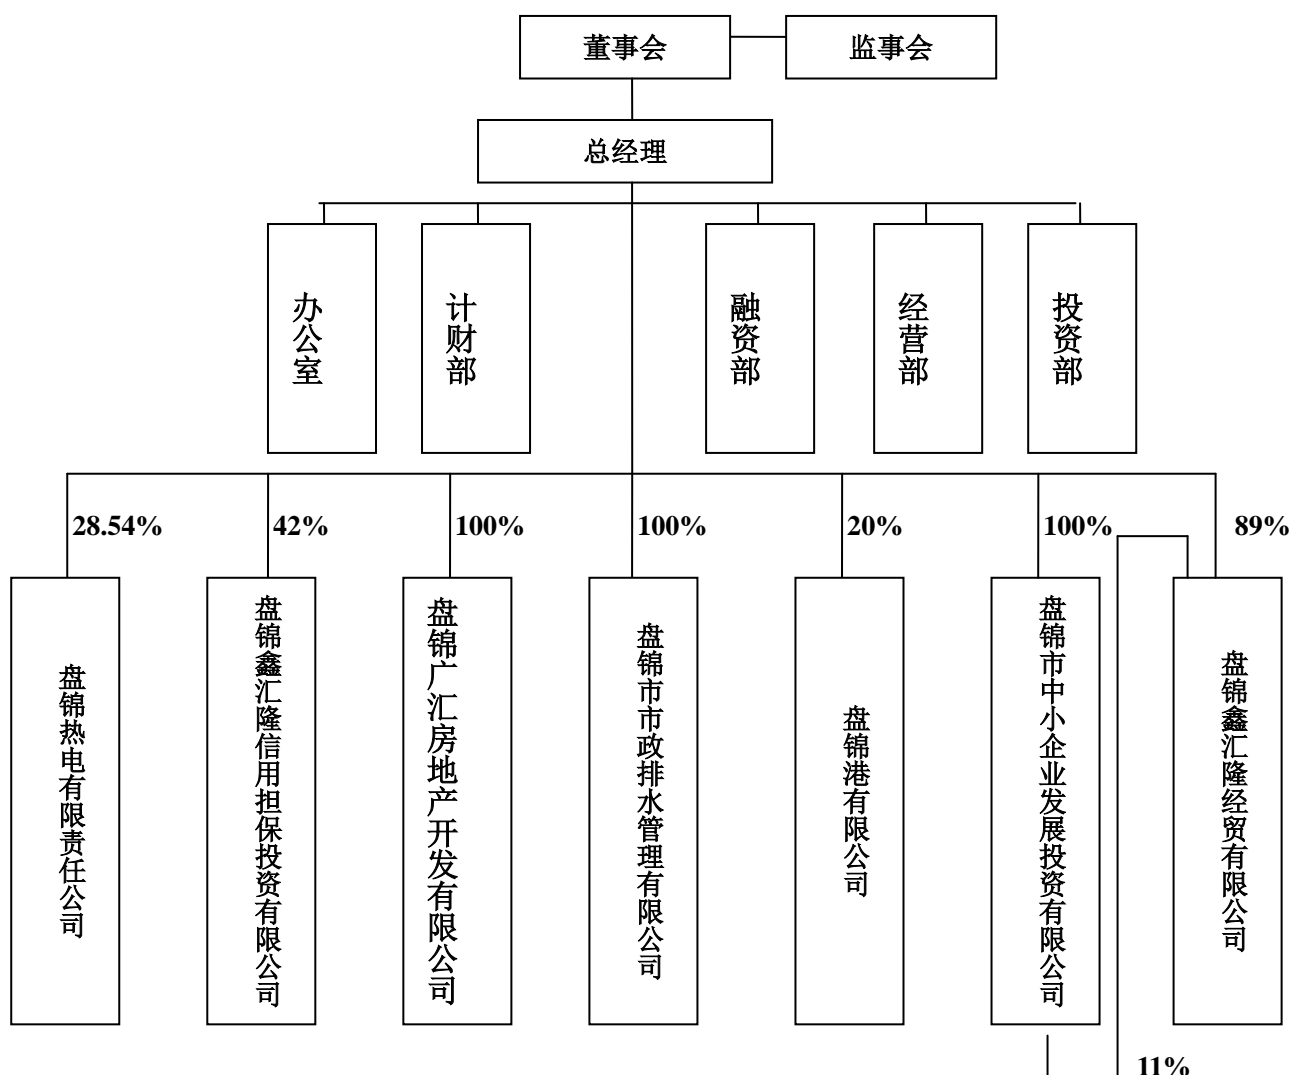 董事会
监事会
总经理
办公室
计财部
融资部
经营部
投资部
28.54%
42%
100%
100%
20%
100%
89%
盘锦热电有限责任公司
盘锦鑫汇隆信用担保投资有限公司
盘锦广汇房地产开发有限公司
盘锦市市政排水管理有限公司
盘锦港有限公司
盘锦市中小企业发展投资有限公司
盘锦鑫汇隆经贸有限公司
11%